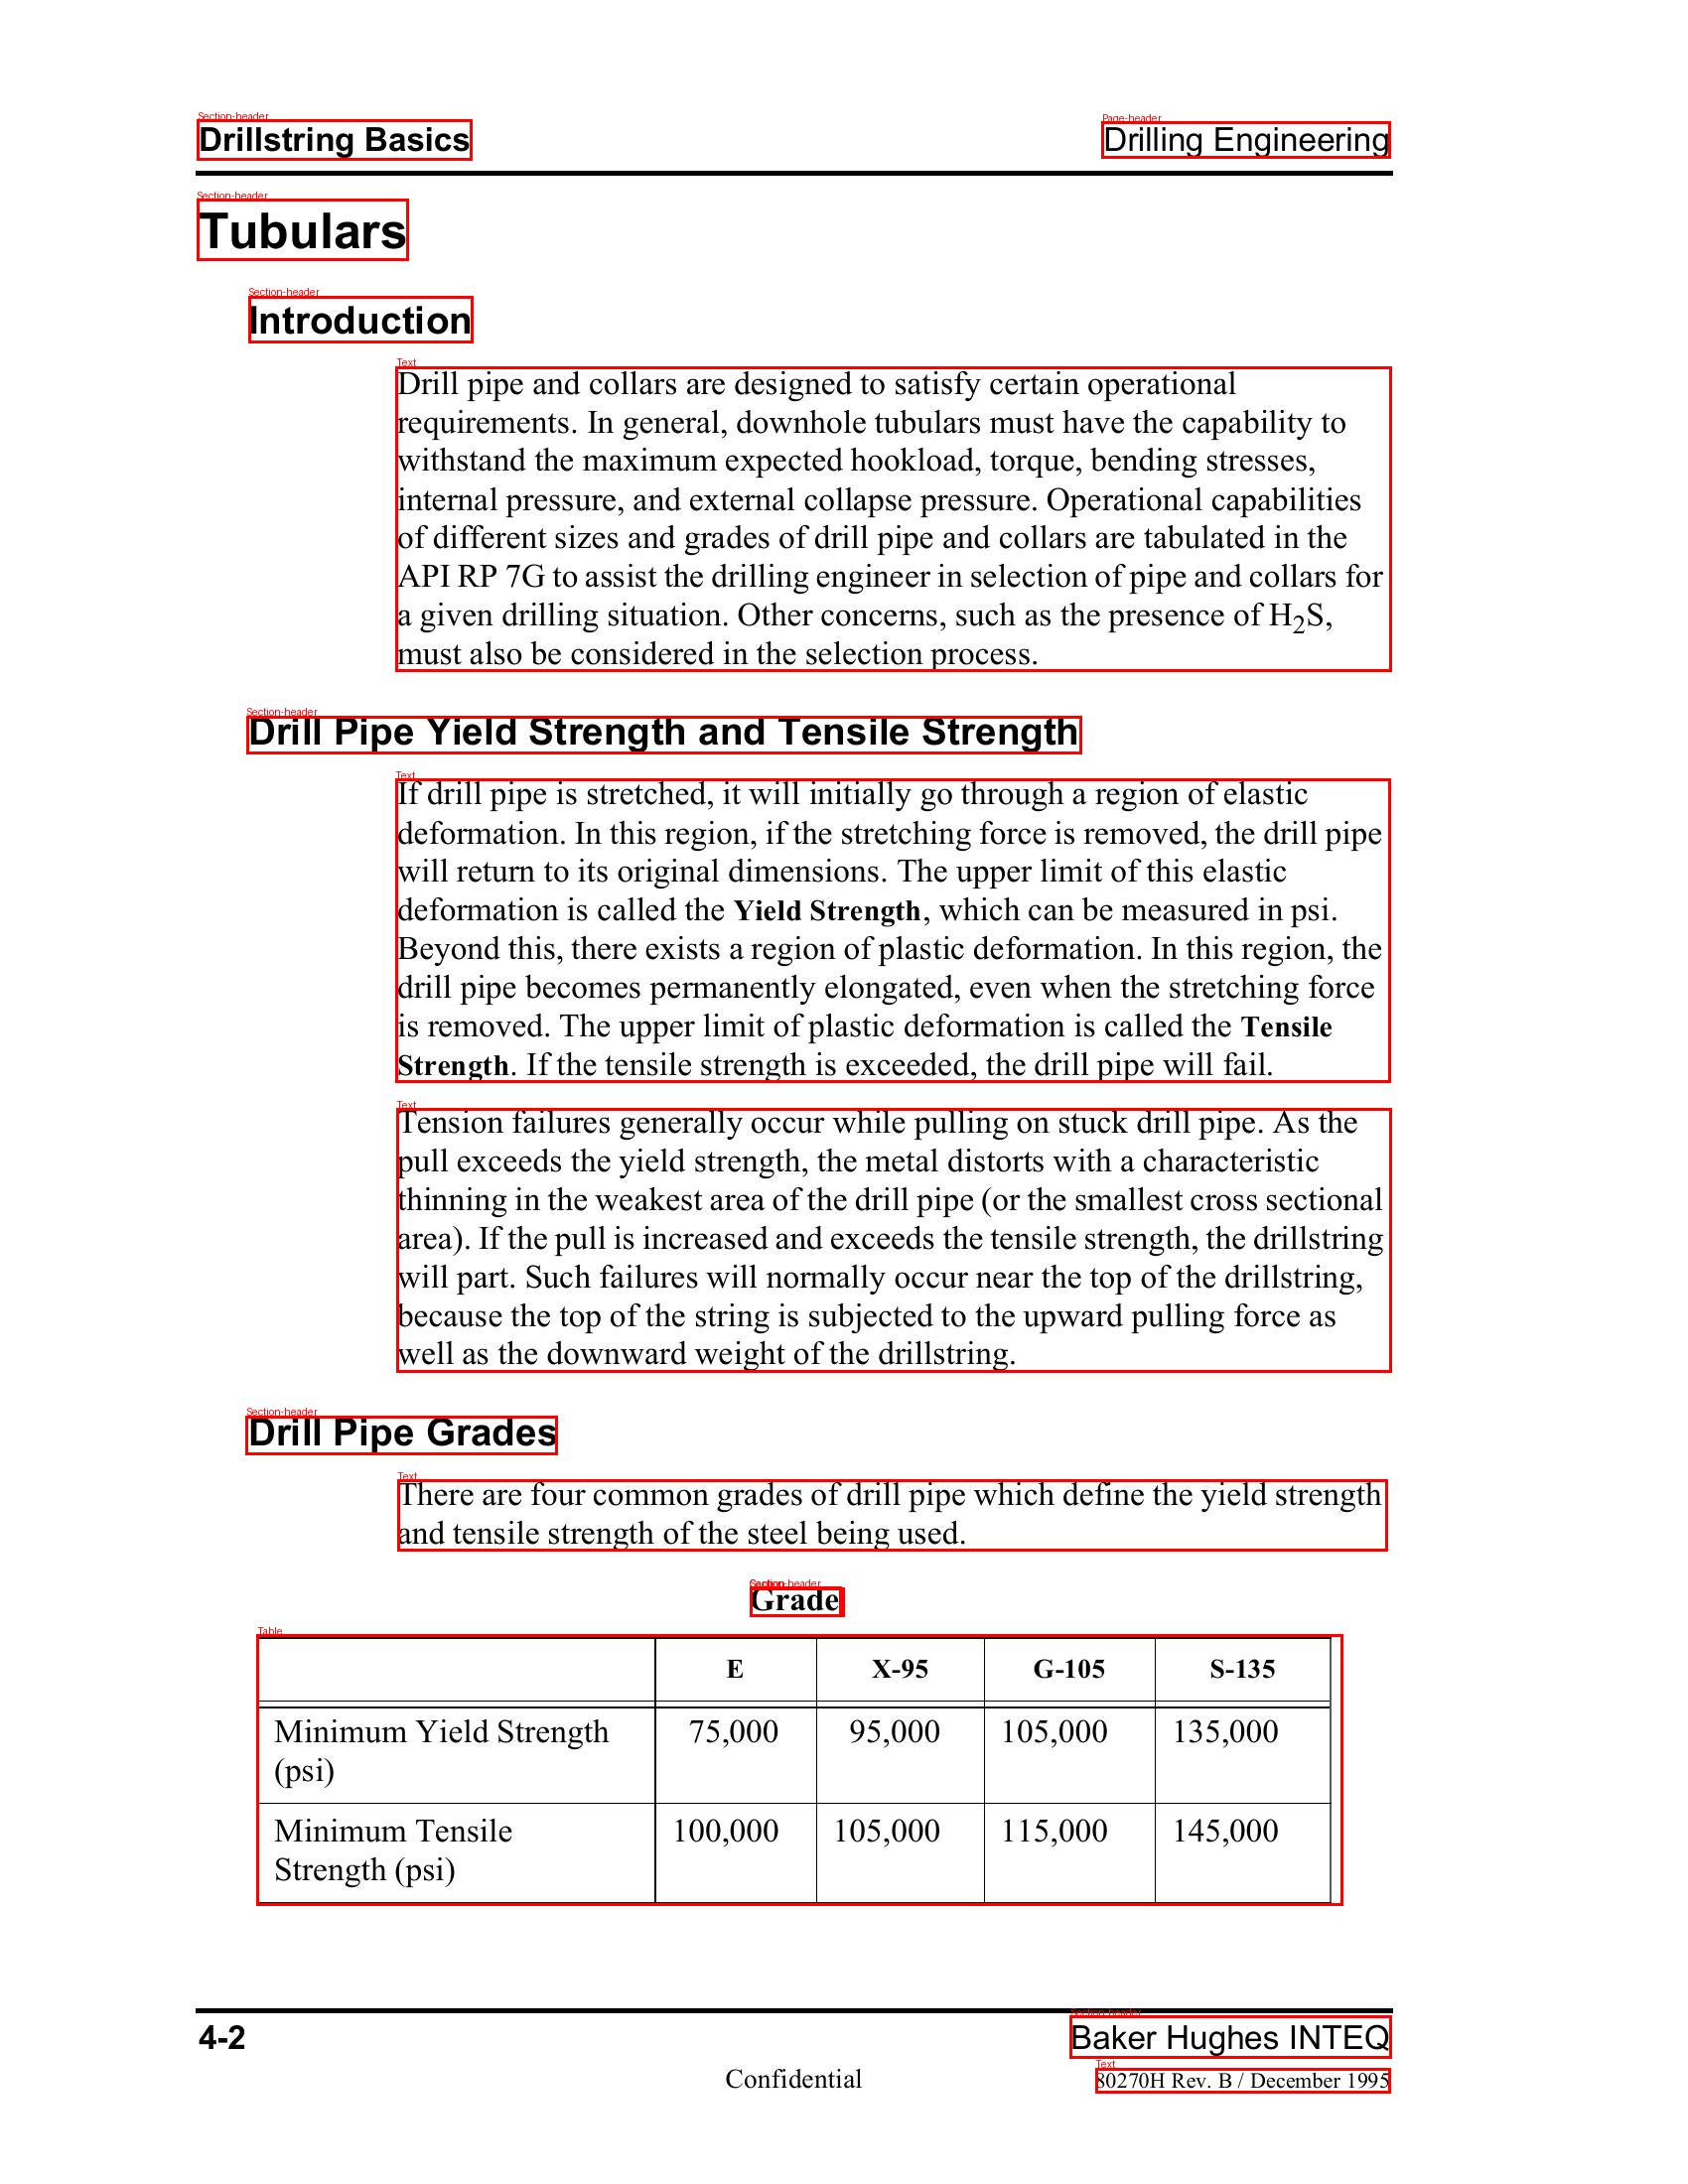 Section-header
Drillstring Basics
Page-header
Drilling Engineering
Section-header
Tubulars
Section-header
Introduction
Text
Drill pipe and collars are designed to satisfy certain operational
requirements. In general, downhole tubulars must have the capability to
withstand the maximum expected hookload, torque, bending stresses,
internal pressure, and external collapse pressure. Operational capabilities
of different sizes and grades of drill pipe and collars are tabulated in the
API RP 7G to assist the drilling engineer in selection of pipe and collars for
a given drilling situation. Other concerns, such as the presence of H₂S,
must also be considered in the selection process.
Section-header
Drill Pipe Yield Strength and Tensile Strength
Text
If drill pipe is stretched, it will initially go through a region of elastic
deformation. In this region, if the stretching force is removed, the drill pipe
will return to its original dimensions. The upper limit of this elastic
deformation is called the Yield Strength, which can be measured in psi.
Beyond this, there exists a region of plastic deformation. In this region, the
drill pipe becomes permanently elongated, even when the stretching force
is removed. The upper limit of plastic deformation is called the Tensile
Strength. If the tensile strength is exceeded, the drill pipe will fail.
Text
Tension failures generally occur while pulling on stuck drill pipe. As the
pull exceeds the yield strength, the metal distorts with a characteristic
thinning in the weakest area of the drill pipe (or the smallest cross sectional
area). If the pull is increased and exceeds the tensile strength, the drillstring
will part. Such failures will normally occur near the top of the drillstring,
because the top of the string is subjected to the upward pulling force as
well as the downward weight of the drillstring.
Section-header
Drill Pipe Grades
Text
There are four common grades of drill pipe which define the yield strength
and tensile strength of the steel being used.
Grade
Table
E X-95 G-105 S-135
Minimum Yield Strength 75,000 95,000 105,000 135,000
(psi)
Minimum Tensile 100,000 105,000 115,000 145,000
Strength (psi)
Section-header
4-2 Baker Hughes INTEQ
Text
Confidential 80270H Rev. B / December 1995